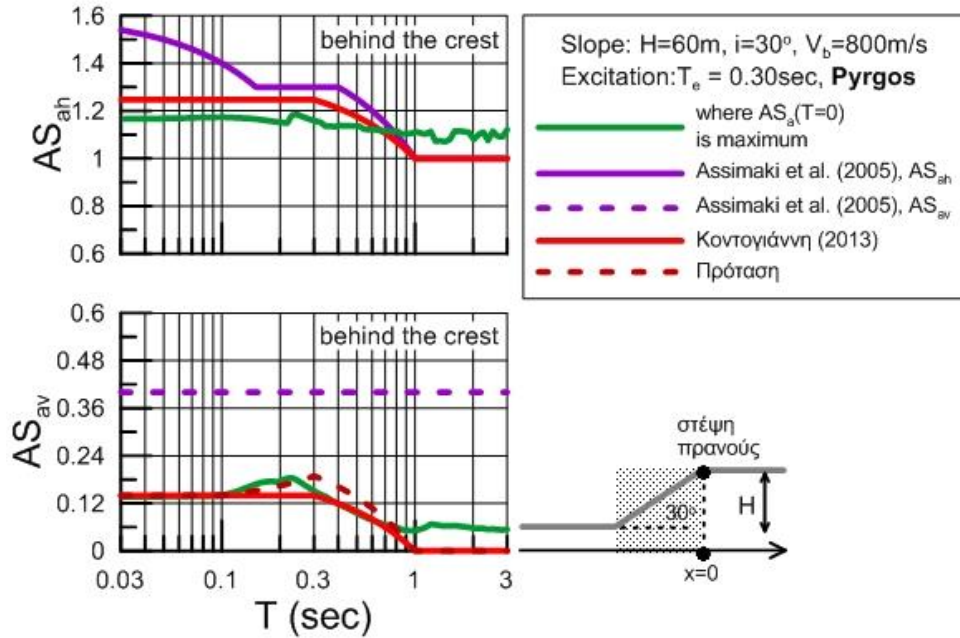 1.6
1.4
1.2
1
0.8
0.6
AS_ah
behind the crest
Slope: H=60m, i=30°, V_b=800m/s
Excitation:T_e = 0.30sec, Pyrgos
where AS_a(T=0)
is maximum
Assimaki et al. (2005), AS_ah
Assimaki et al. (2005), AS_av
Κοντογιάννη (2013)
Πρόταση
0.6
0.48
0.36
0.24
0.12
0
AS_av
behind the crest
0.03
0.1
0.3
1
3
T (sec)
στέψη
πρανούς
30°
H
x=0